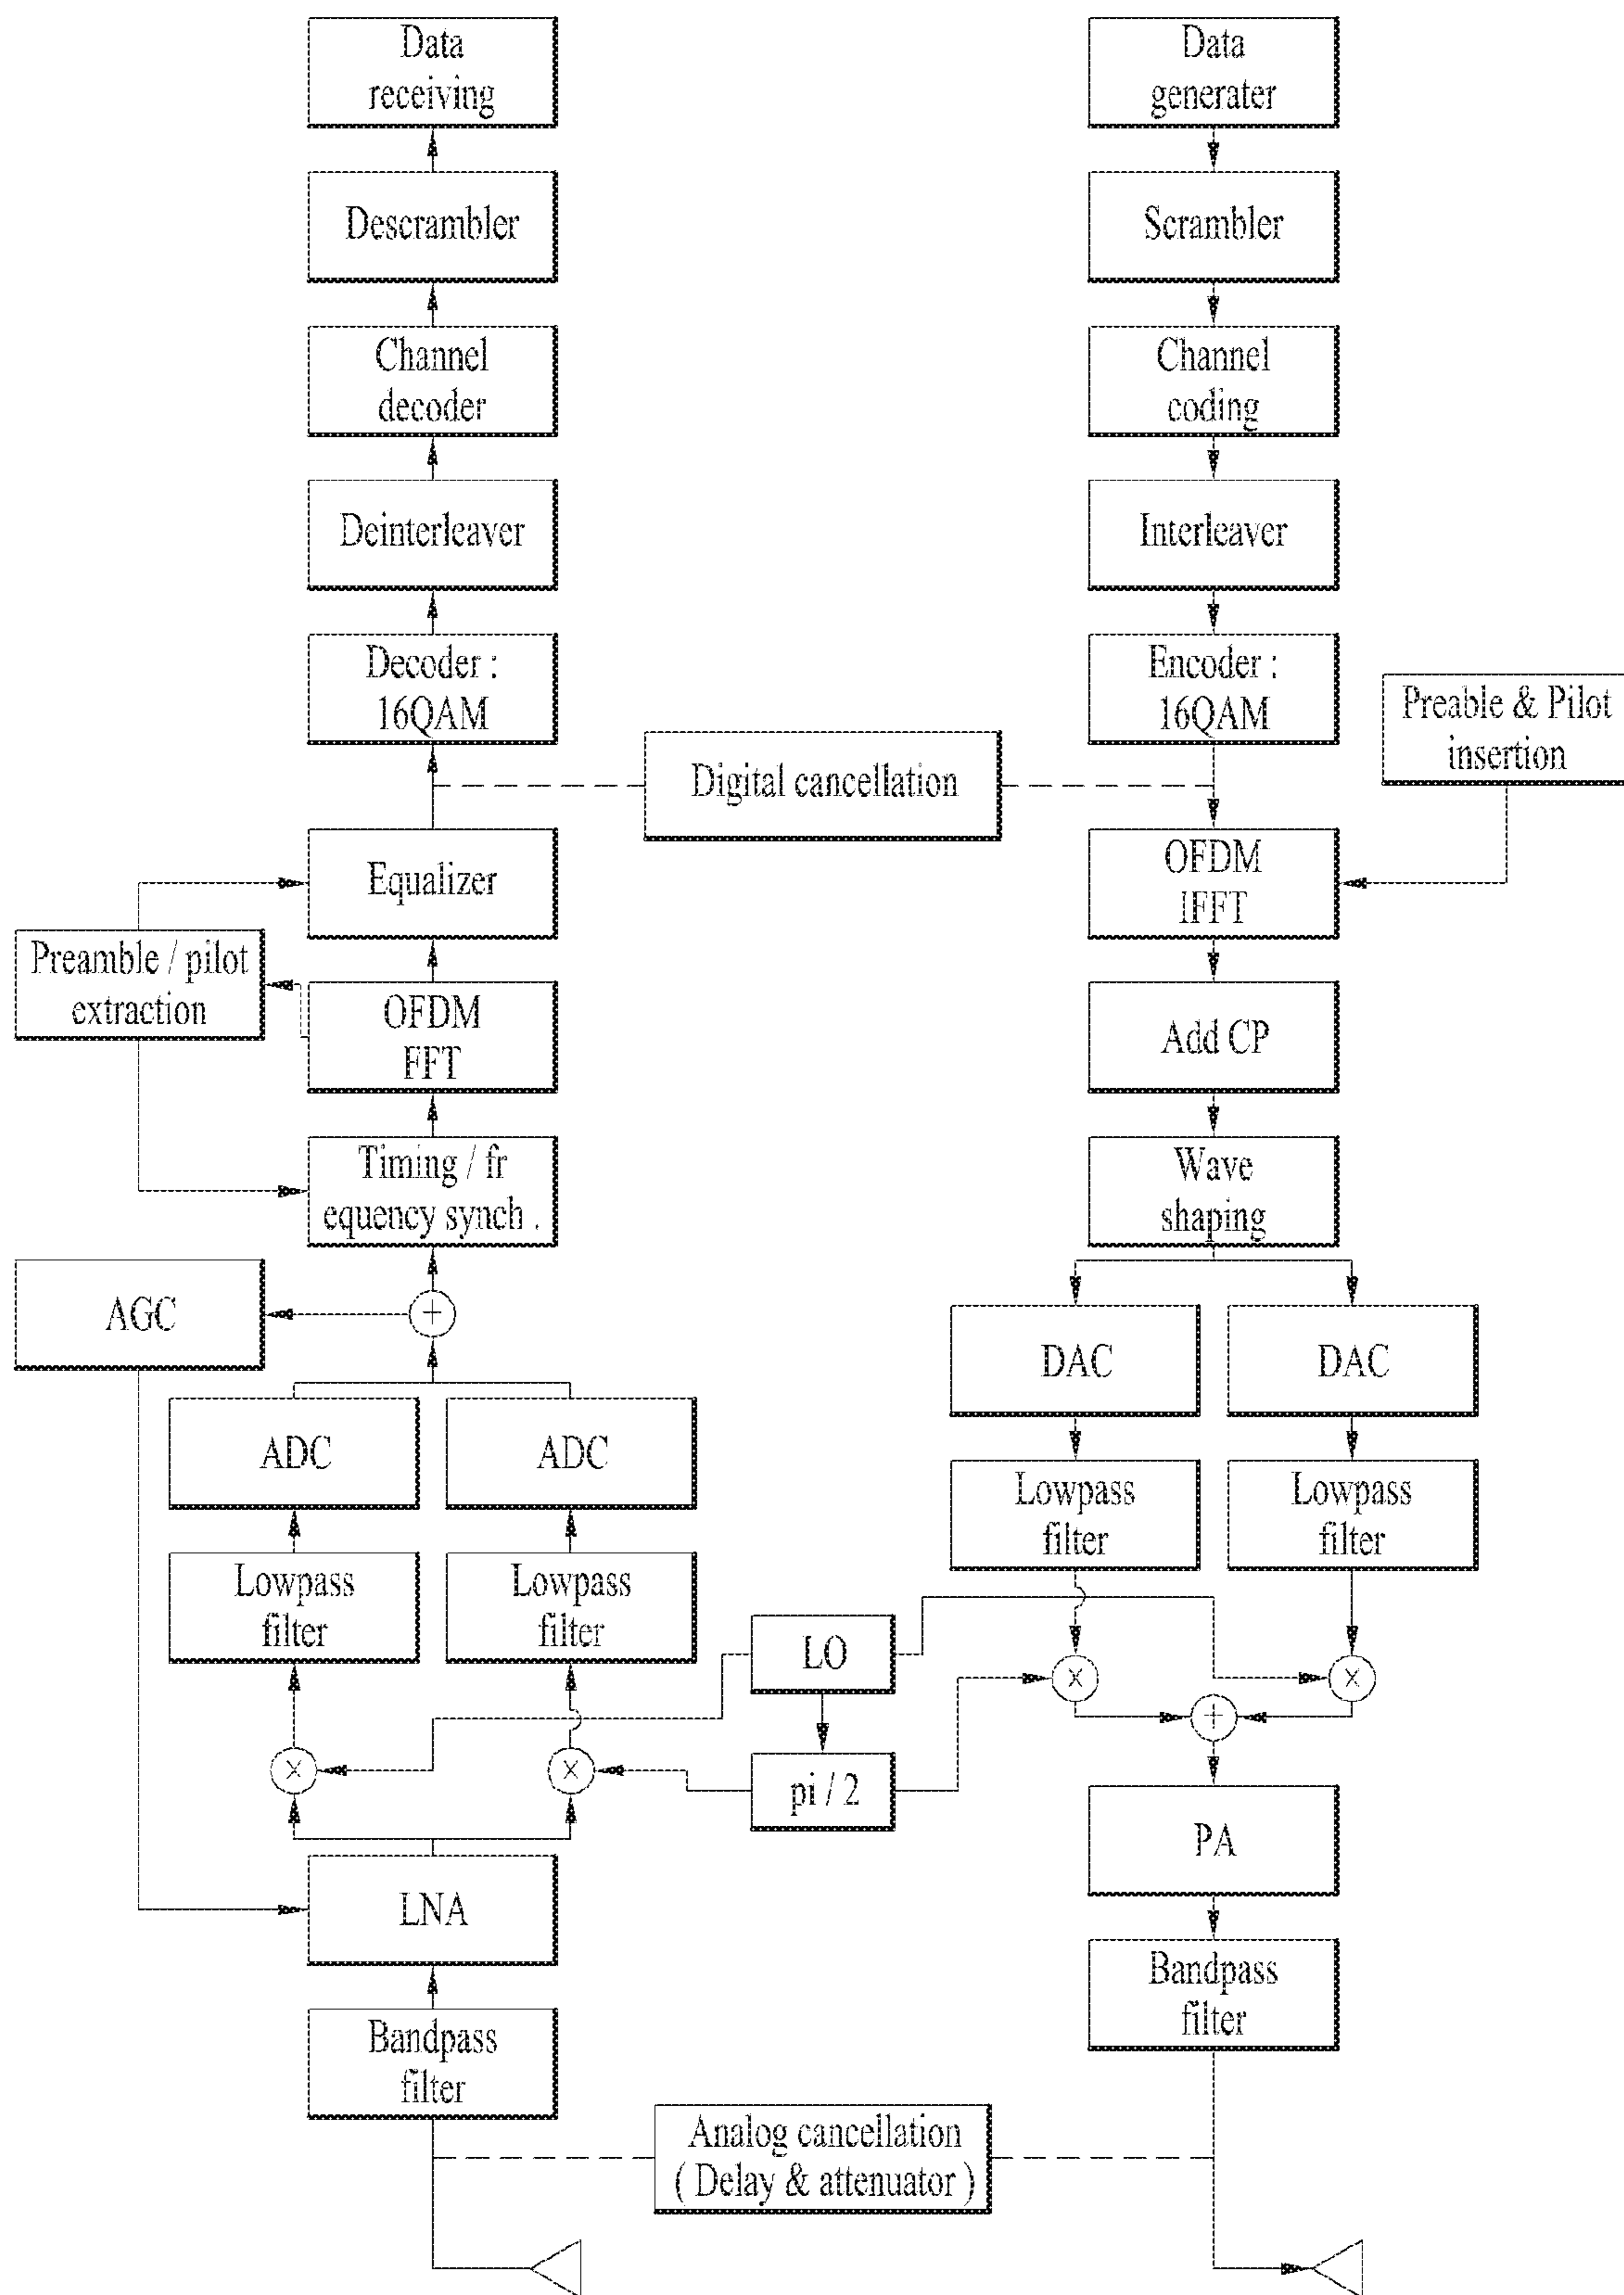 Data
receiving
Data
generater
Descrambler
Scrambler
Channel
decoder
Channel
coding
Deinterleaver
Interleaver
Decoder :
16QAM
Encoder :
16QAM
Preable & Pilot
insertion
Digital cancellation
Equalizer
OFDM
IFFT
Preamble / pilot
extraction
OFDM
FFT
Add CP
Timing / fr
equency synch .
Wave
shaping
AGC
+
DAC
DAC
ADC
ADC
Lowpass
filter
Lowpass
filter
Lowpass
filter
Lowpass
filter
LO
X
X
+
X
X
pi / 2
PA
LNA
Bandpass
filter
Bandpass
filter
Analog cancellation
( Delay & attenuator )